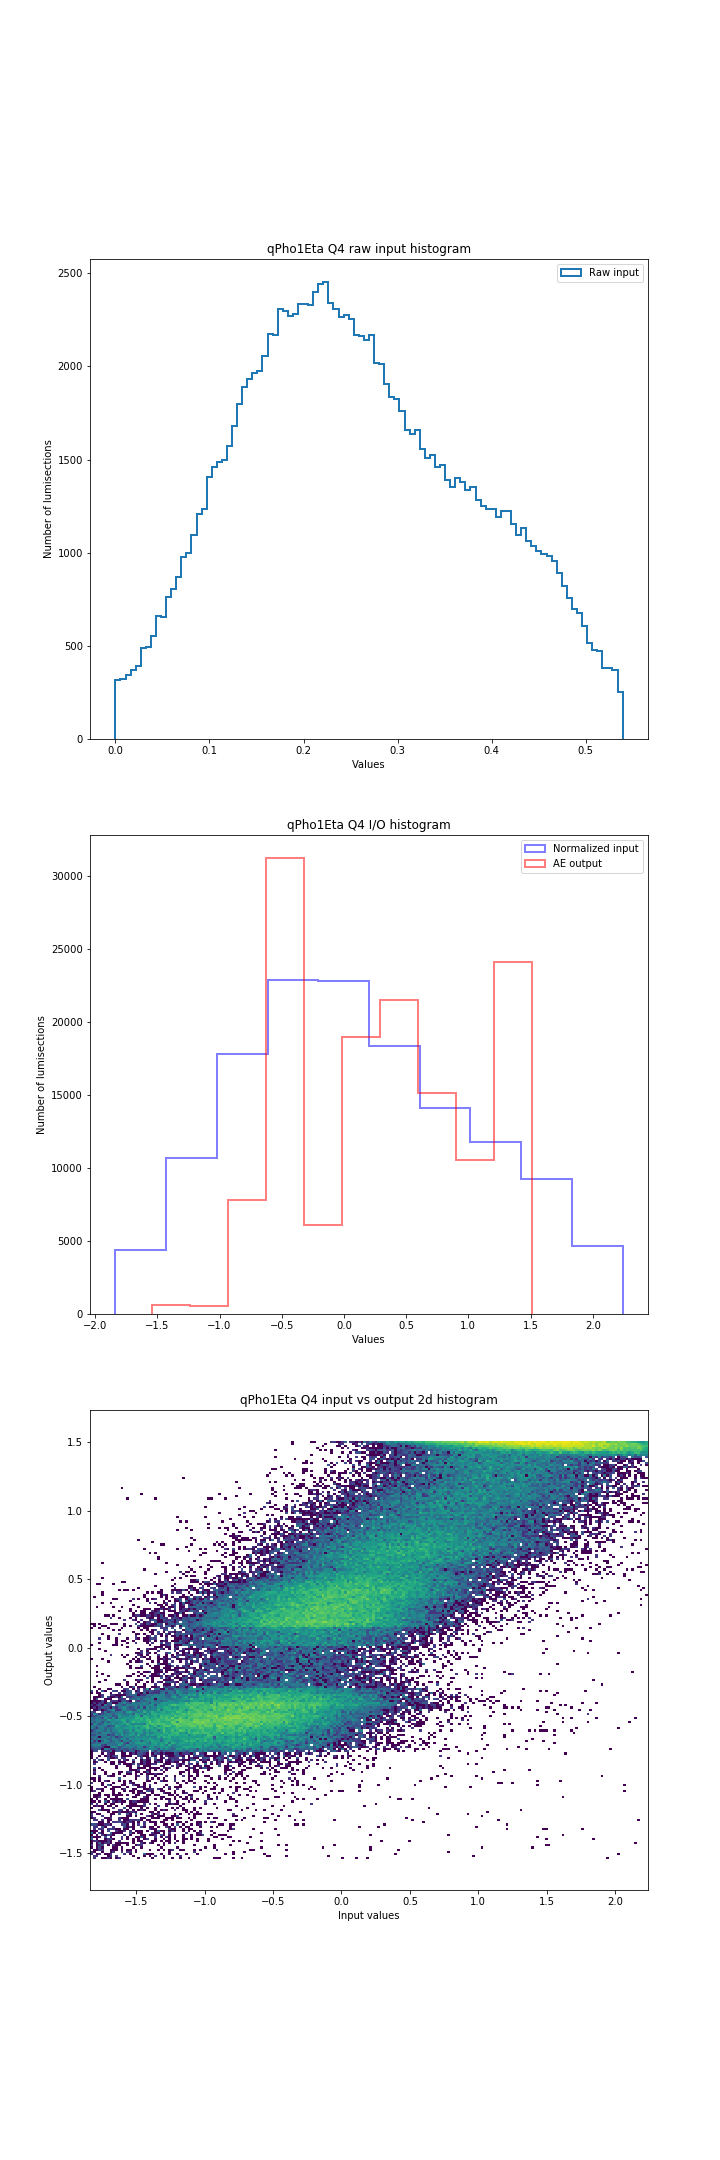 qPho1Eta Q4 raw input histogram
Raw input
2500
2000
1500
1000
500
0
Number of lumisections
0.0 0.1 0.2 0.3 0.4 0.5
Values
qPho1Eta Q4 I/O histogram
Normalized input
AE output
30000
25000
20000
15000
10000
5000
0
Number of lumisections
−2.0 −1.5 −1.0 −0.5 0.0 0.5 1.0 1.5 2.0
Values
qPho1Eta Q4 input vs output 2d histogram
1.5
1.0
0.5
0.0
−0.5
−1.0
−1.5
Output values
−1.5 −1.0 −0.5 0.0 0.5 1.0 1.5 2.0
Input values